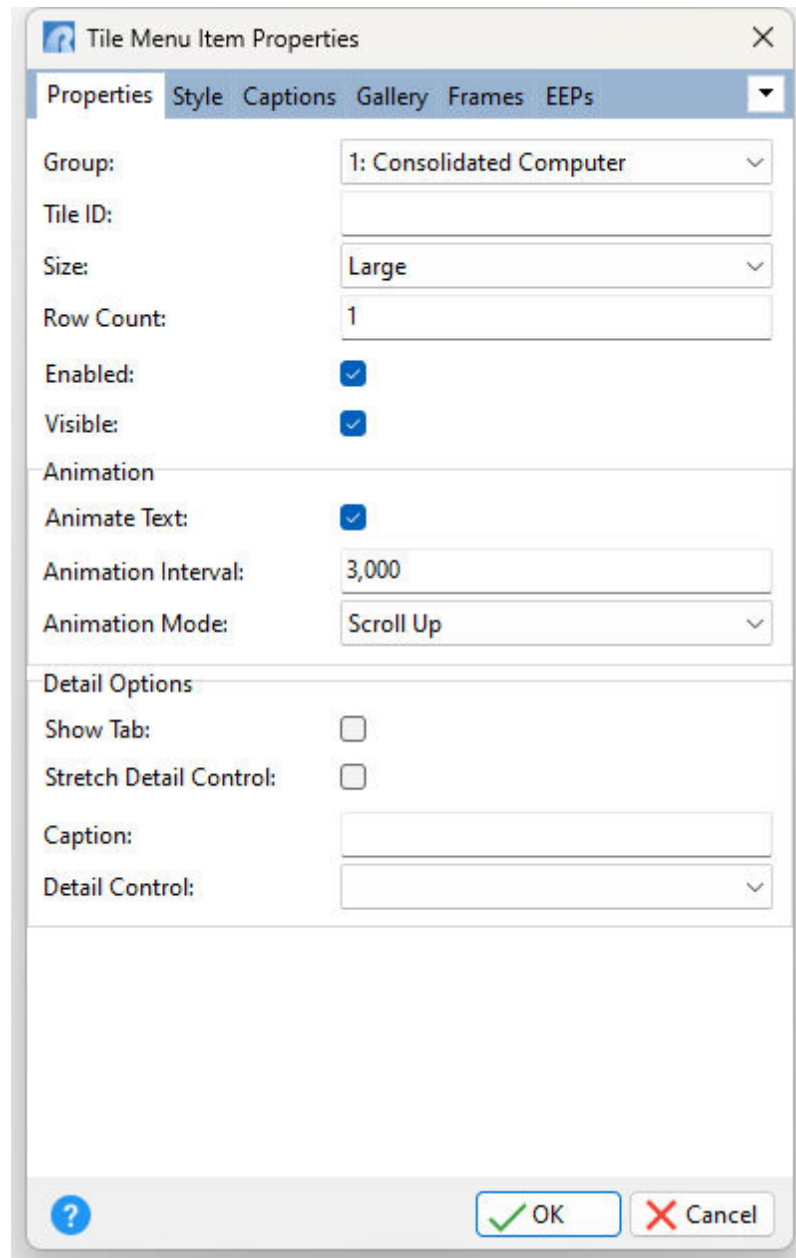 Tile Menu Item Properties
Properties Style Captions Gallery Frames EEPs
Group: 1: Consolidated Computer
Tile ID:
Size: Large
Row Count: 1
Enabled:
Visible:
Animation
Animate Text:
Animation Interval: 3,000
Animation Mode: Scroll Up
Detail Options
Show Tab:
Stretch Detail Control:
Caption:
Detail Control:
? OK Cancel